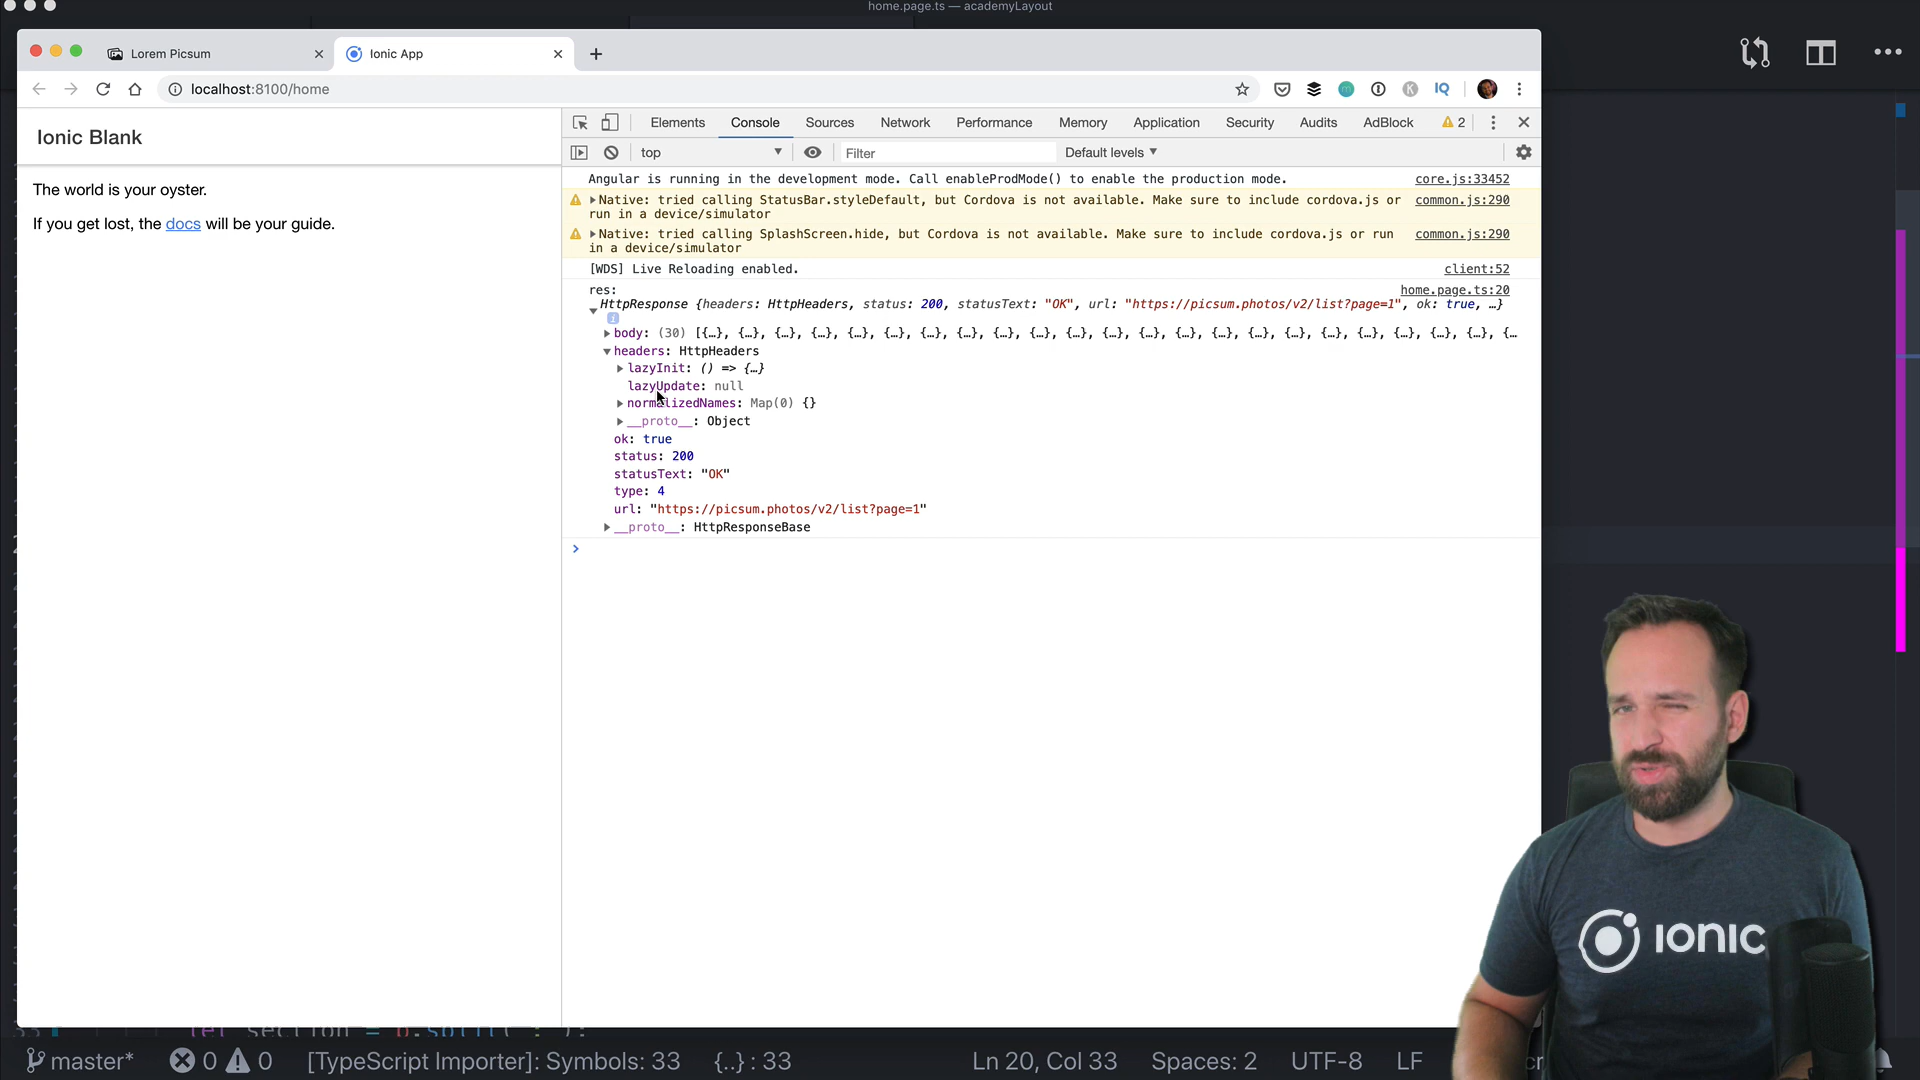 home.page.ts — academyLayout
Lorem Picsum
Ionic App
localhost:8100/home
Ionic Blank
The world is your oyster.
If you get lost, the docs will be your guide.
Elements Console Sources Network Performance Memory Application Security Audits AdBlock 2
top Filter Default levels
Angular is running in the development mode. Call enableProdMode() to enable the production mode. core.js:33452
Native: tried calling StatusBar.styleDefault, but Cordova is not available. Make sure to include cordova.js or common.js:290
run in a device/simulator
Native: tried calling SplashScreen.hide, but Cordova is not available. Make sure to include cordova.js or run common.js:290
in a device/simulator
[WDS] Live Reloading enabled. client:52
res: home.page.ts:20
HttpResponse {headers: HttpHeaders, status: 200, statusText: "OK", url: "https://picsum.photos/v2/list?page=1", ok: true, …}
body: (30) [{…}, {…}, {…}, {…}, {…}, {…}, {…}, {…}, {…}, {…}, {…}, {…}, {…}, {…}, {…}, {…}, {…}, {…}, {…}, {…}, {…}, {…}, {…
headers: HttpHeaders
lazyInit: () => {…}
lazyUpdate: null
normalizedNames: Map(0) {}
__proto__: Object
ok: true
status: 200
statusText: "OK"
type: 4
url: "https://picsum.photos/v2/list?page=1"
__proto__: HttpResponseBase
IONIC
master* 0 0 [TypeScript Importer]: Symbols: 33 {..} : 33 Ln 20, Col 33 Spaces: 2 UTF-8 LF